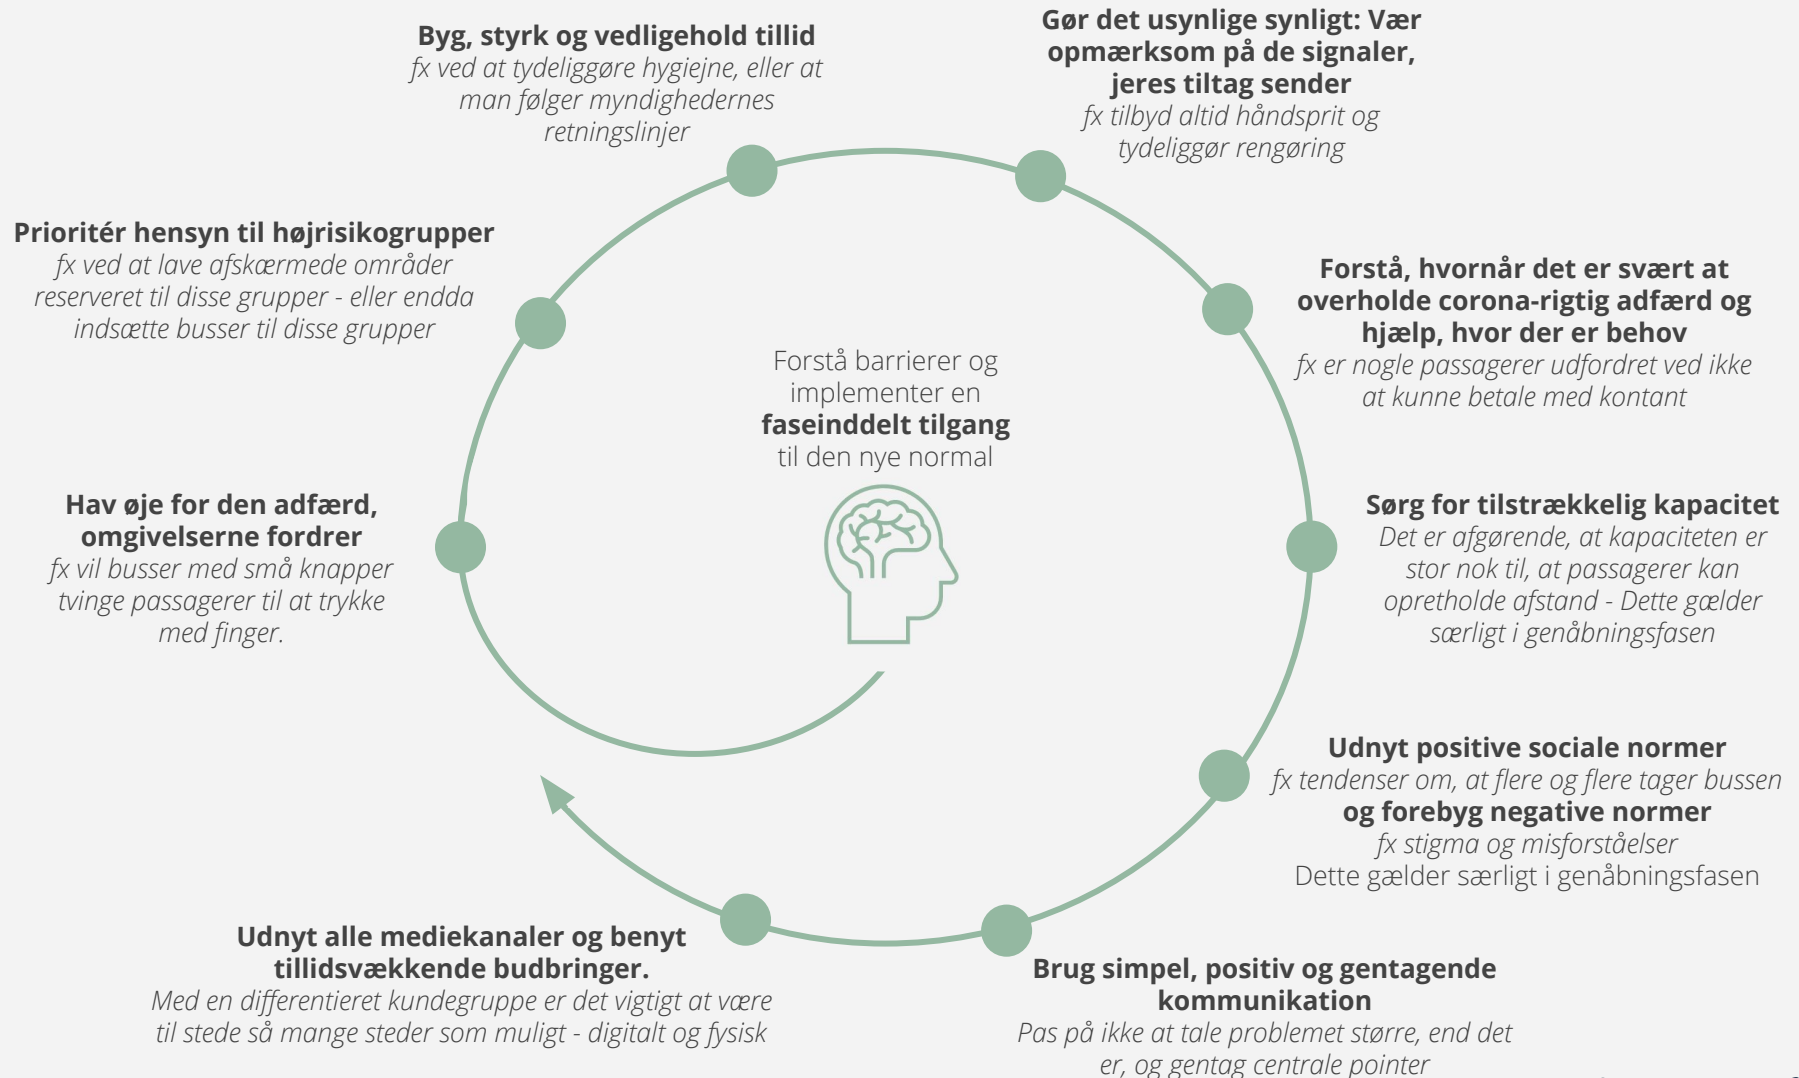 Byg, styrk og vedligehold tillid
fx ved at tydeliggøre hygiejne, eller at
man følger myndighedernes
retningslinjer
Gør det usynlige synligt: Vær
opmærksom på de signaler,
jeres tiltag sender
fx tilbyd altid håndsprit og
tydeliggør rengøring
Prioritér hensyn til højrisikogrupper
fx ved at lave afskærmede områder
reserveret til disse grupper - eller endda
indsætte busser til disse grupper
Forstå, hvornår det er svært at
overholde corona-rigtig adfærd og
hjælp, hvor der er behov
fx er nogle passagerer udfordret ved ikke
at kunne betale med kontant
Forstå barrierer og
implementer en
faseinddelt tilgang
til den nye normal
Hav øje for den adfærd,
omgivelserne fordrer
fx vil busser med små knapper
tvinge passagerer til at trykke
med finger.
Sørg for tilstrækkelig kapacitet
Det er afgørende, at kapaciteten er
stor nok til, at passagerer kan
opretholde afstand - Dette gælder
særligt i genåbningsfasen
Udnyt positive sociale normer
fx tendenser om, at flere og flere tager bussen
og forebyg negative normer
fx stigma og misforståelser
Dette gælder særligt i genåbningsfasen
Udnyt alle mediekanaler og benyt
tillidsvækkende budbringer.
Med en differentieret kundegruppe er det vigtigt at være
til stede så mange steder som muligt - digitalt og fysisk
Brug simpel, positiv og gentagende
kommunikation
Pas på ikke at tale problemet større, end det
er, og gentag centrale pointer